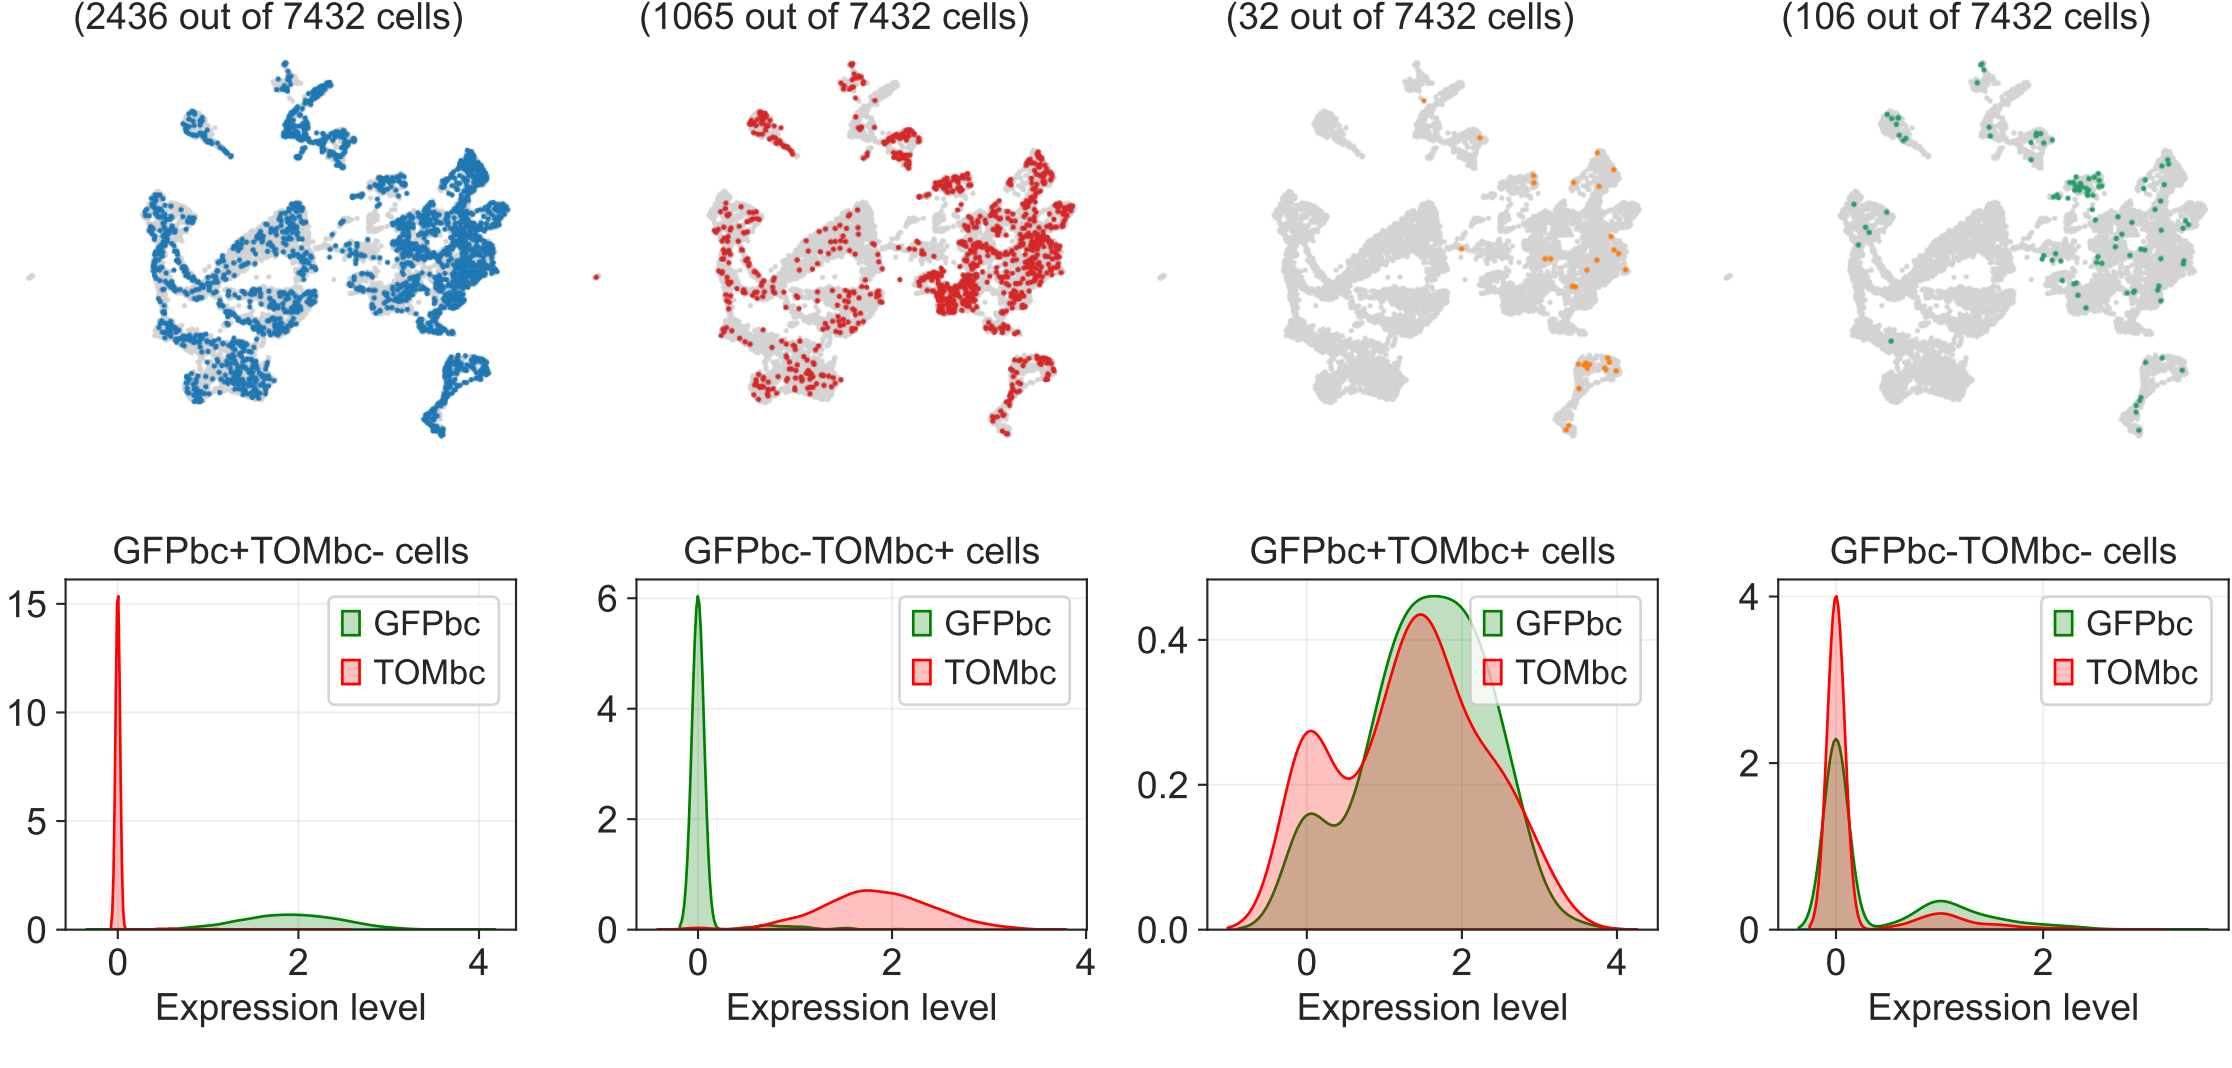 (2436 out of 7432 cells)
(1065 out of 7432 cells)
(32 out of 7432 cells)
(106 out of 7432 cells)
GFPbc+TOMbc- cells
15
10
5
0
0 2 4
GFPbc
TOMbc
Expression level
GFPbc-TOMbc+ cells
6
4
2
0
0 2 4
GFPbc
TOMbc
Expression level
GFPbc+TOMbc+ cells
0.4
0.2
0.0
0 2 4
GFPbc
TOMbc
Expression level
GFPbc-TOMbc- cells
4
2
0
0 2
GFPbc
TOMbc
Expression level